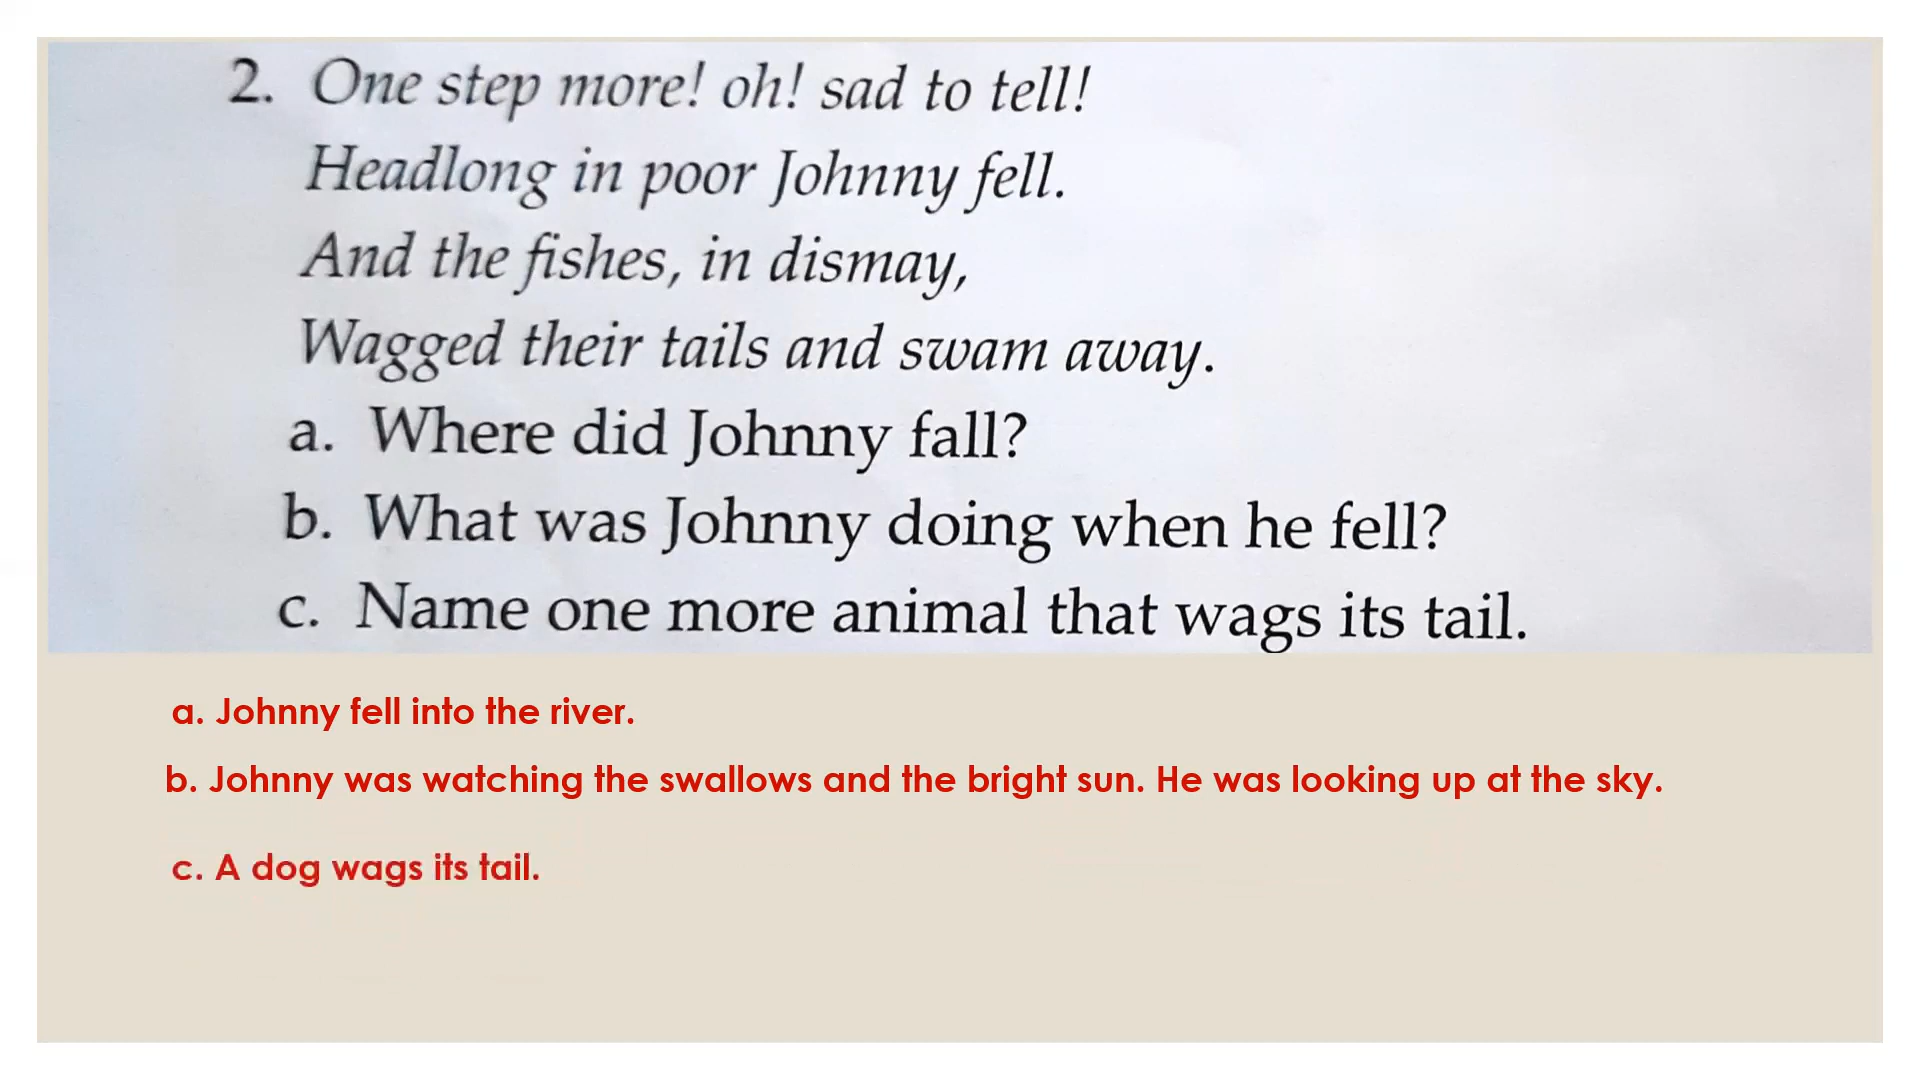 2. One step more! oh! sad to tell!
Headlong in poor Johnny fell.
And the fishes, in dismay,
Wagged their tails and swam away.
a. Where did Johnny fall?
b. What was Johnny doing when he fell?
c. Name one more animal that wags its tail.
a. Johnny fell into the river.
b. Johnny was watching the swallows and the bright sun. He was looking up at the sky.
c. A dog wags its tail.